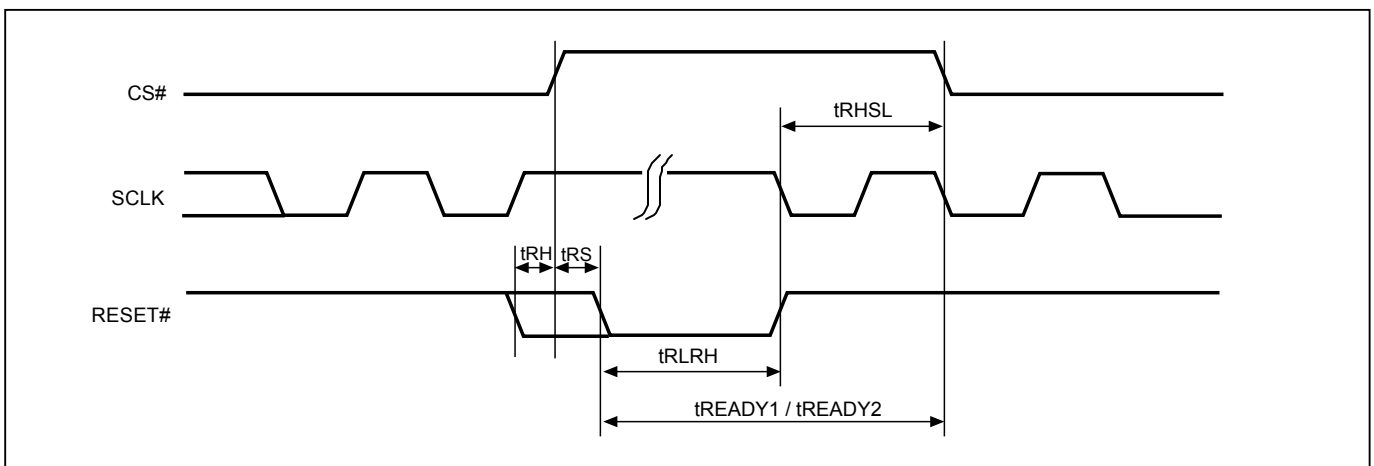 CS#
tRHSL
SCLK
tRH tRS
RESET#
tRLRH
tREADY1 / tREADY2